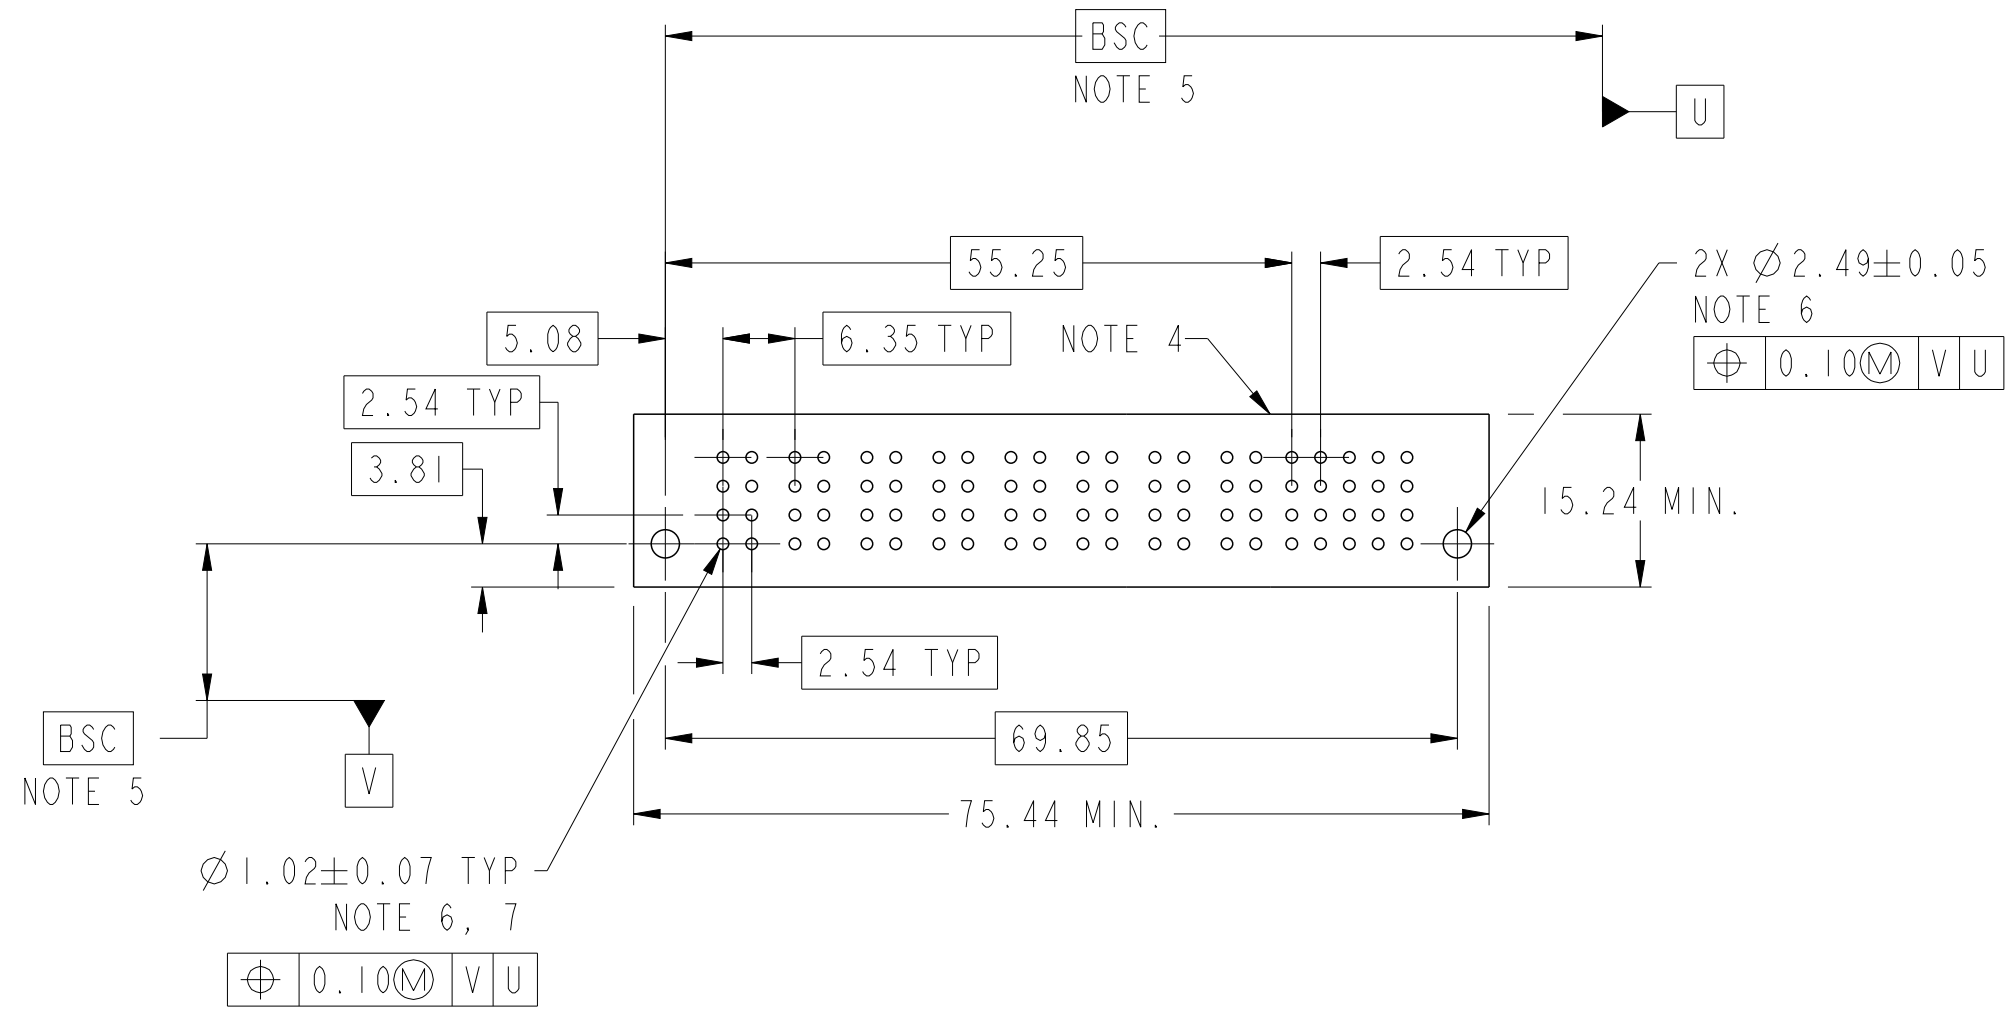 BSC
NOTE 5
U
55.25
2.54 TYP
2X ∅2.49±0.05
NOTE 6
⌖ 0.10Ⓜ V U
5.08
6.35 TYP
NOTE 4
2.54 TYP
3.81
15.24 MIN.
2.54 TYP
BSC
NOTE 5
V
69.85
75.44 MIN.
∅1.02±0.07 TYP
NOTE 6, 7
⌖ 0.10Ⓜ V U